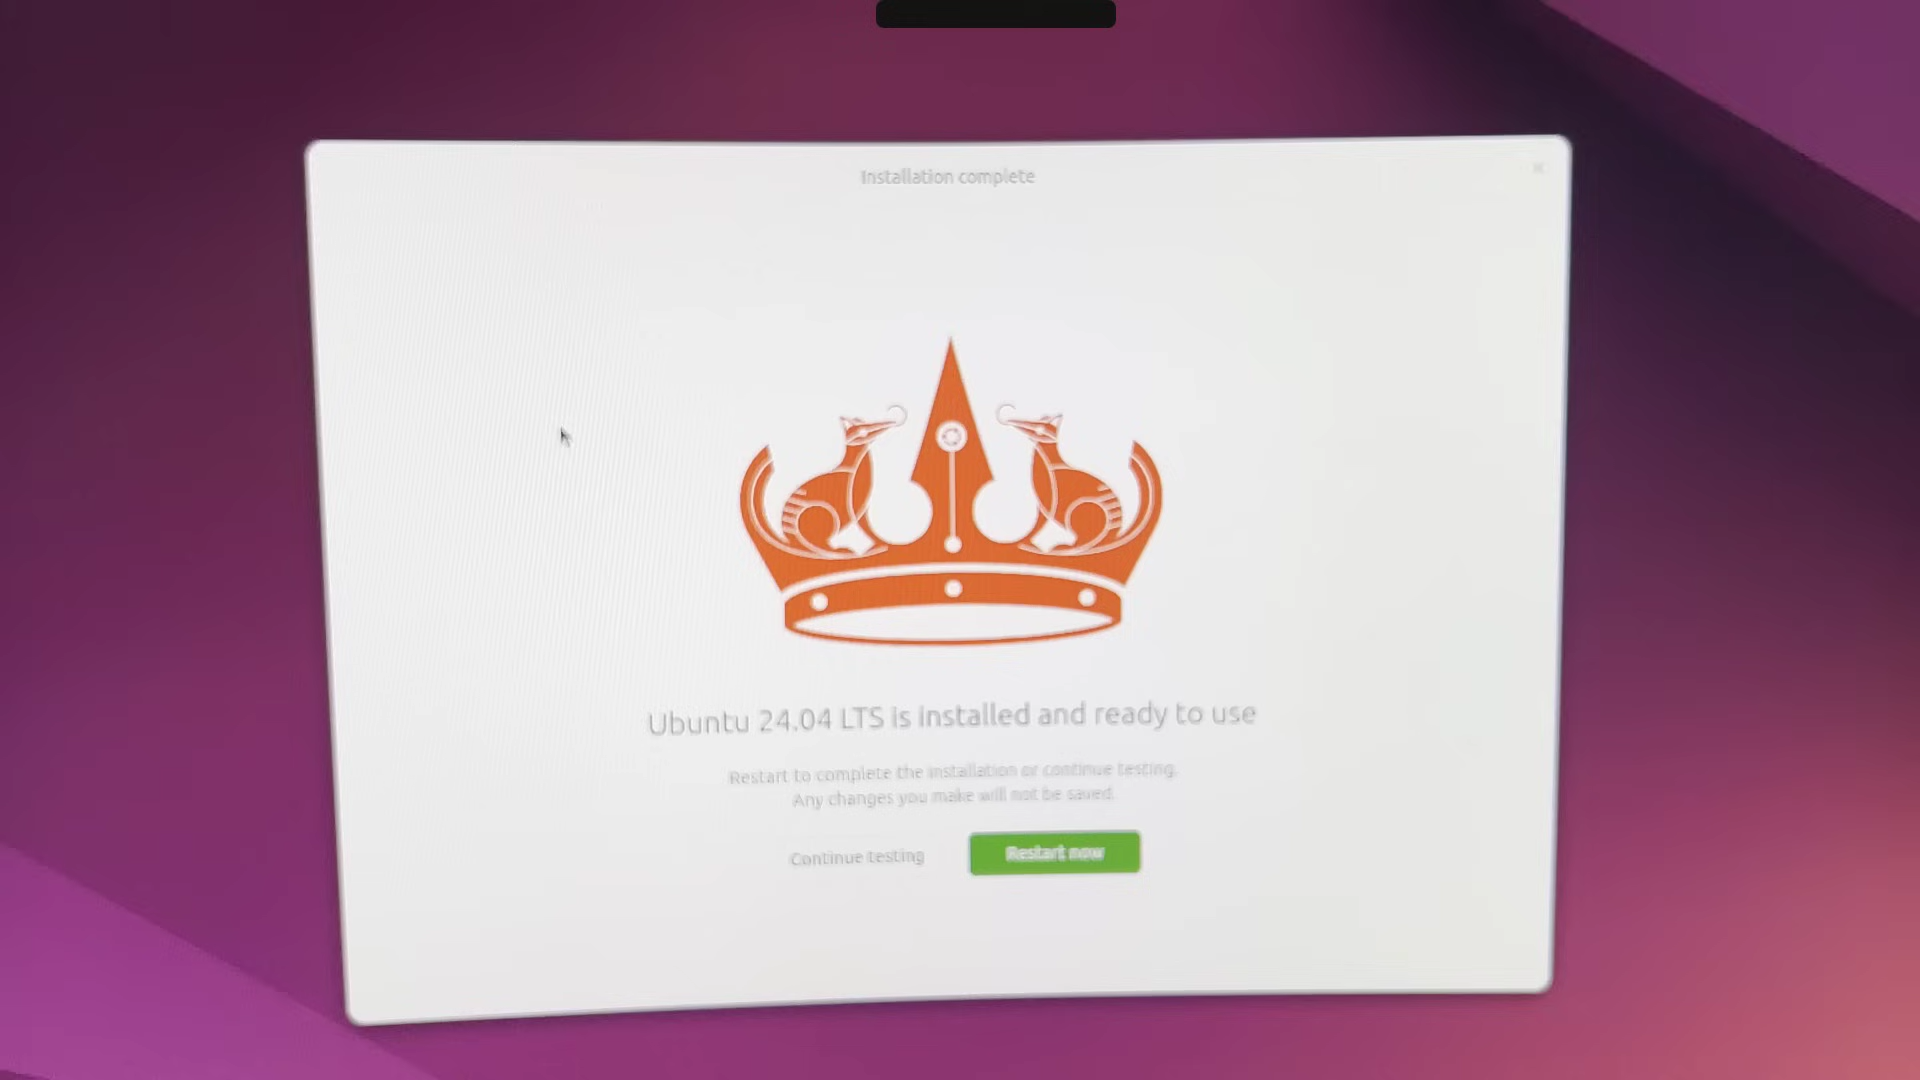 Installation complete
Ubuntu 24.04 LTS is installed and ready to use
Restart to complete the installation or continue testing.
Any changes you make will not be saved.
Continue testing
Restart now